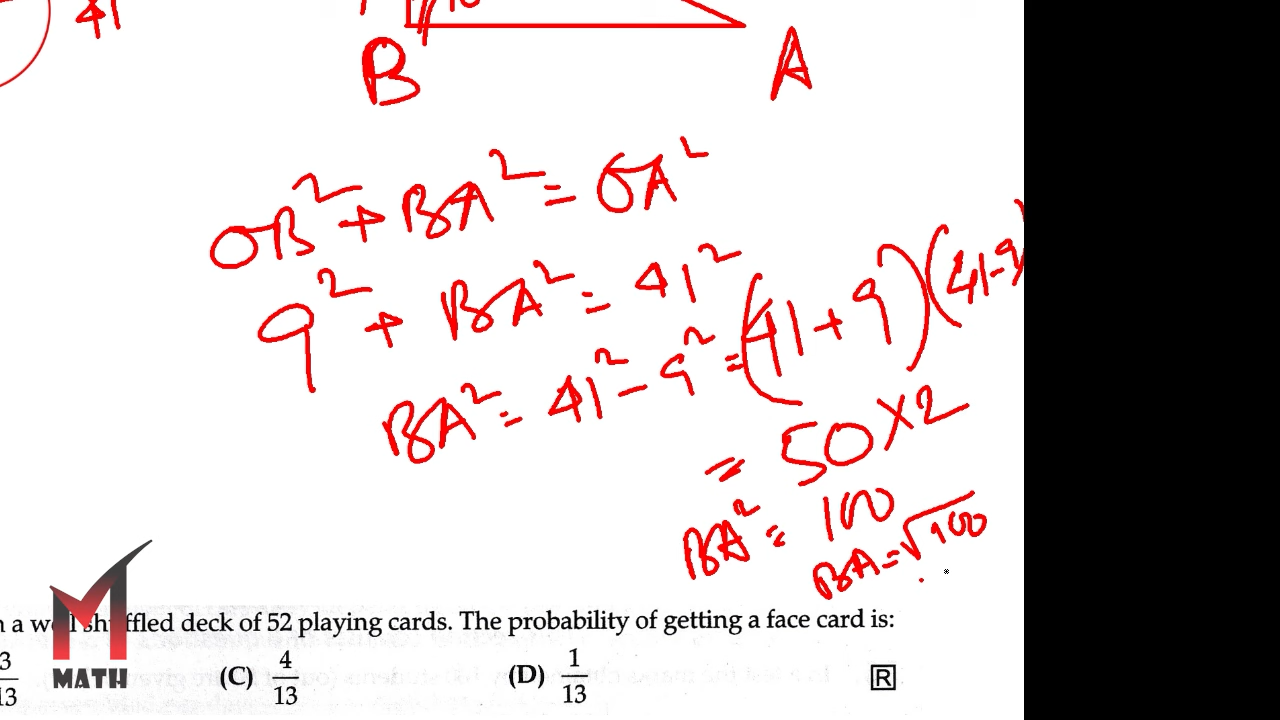 41
B
A
OB² + BA² = OA²
9² + BA² = 41²
BA² = 41² - 9² = (41+9)(41-9)
= 50×2
BA² = 100
BA = √100
a well shuffled deck of 52 playing cards. The probability of getting a face card is:
3/13 (C) 4/13 (D) 1/13 R
M
MATH